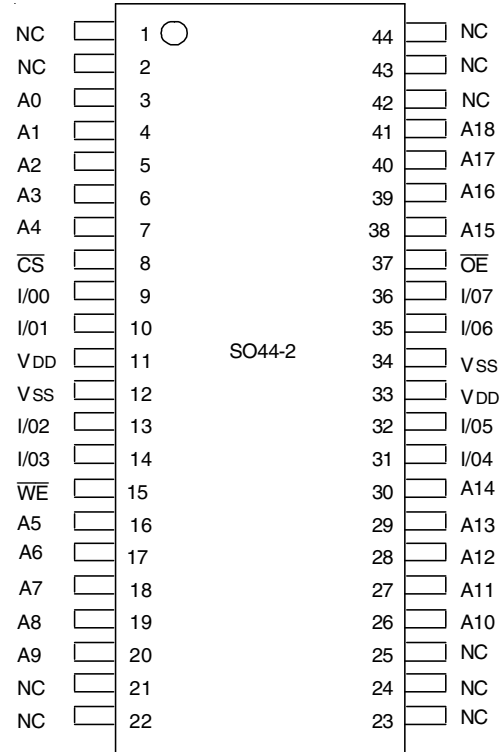 NC 1 44 NC
NC 2 43 NC
A0 3 42 NC
A1 4 41 A18
A2 5 40 A17
A3 6 39 A16
A4 7 38 A15
C̅S̅ 8 37 O̅E̅
I/00 9 36 I/07
I/01 10 35 I/06
SO44-2
VDD 11 34 VSS
VSS 12 33 VDD
I/02 13 32 I/05
I/03 14 31 I/04
W̅E̅ 15 30 A14
A5 16 29 A13
A6 17 28 A12
A7 18 27 A11
A8 19 26 A10
A9 20 25 NC
NC 21 24 NC
NC 22 23 NC